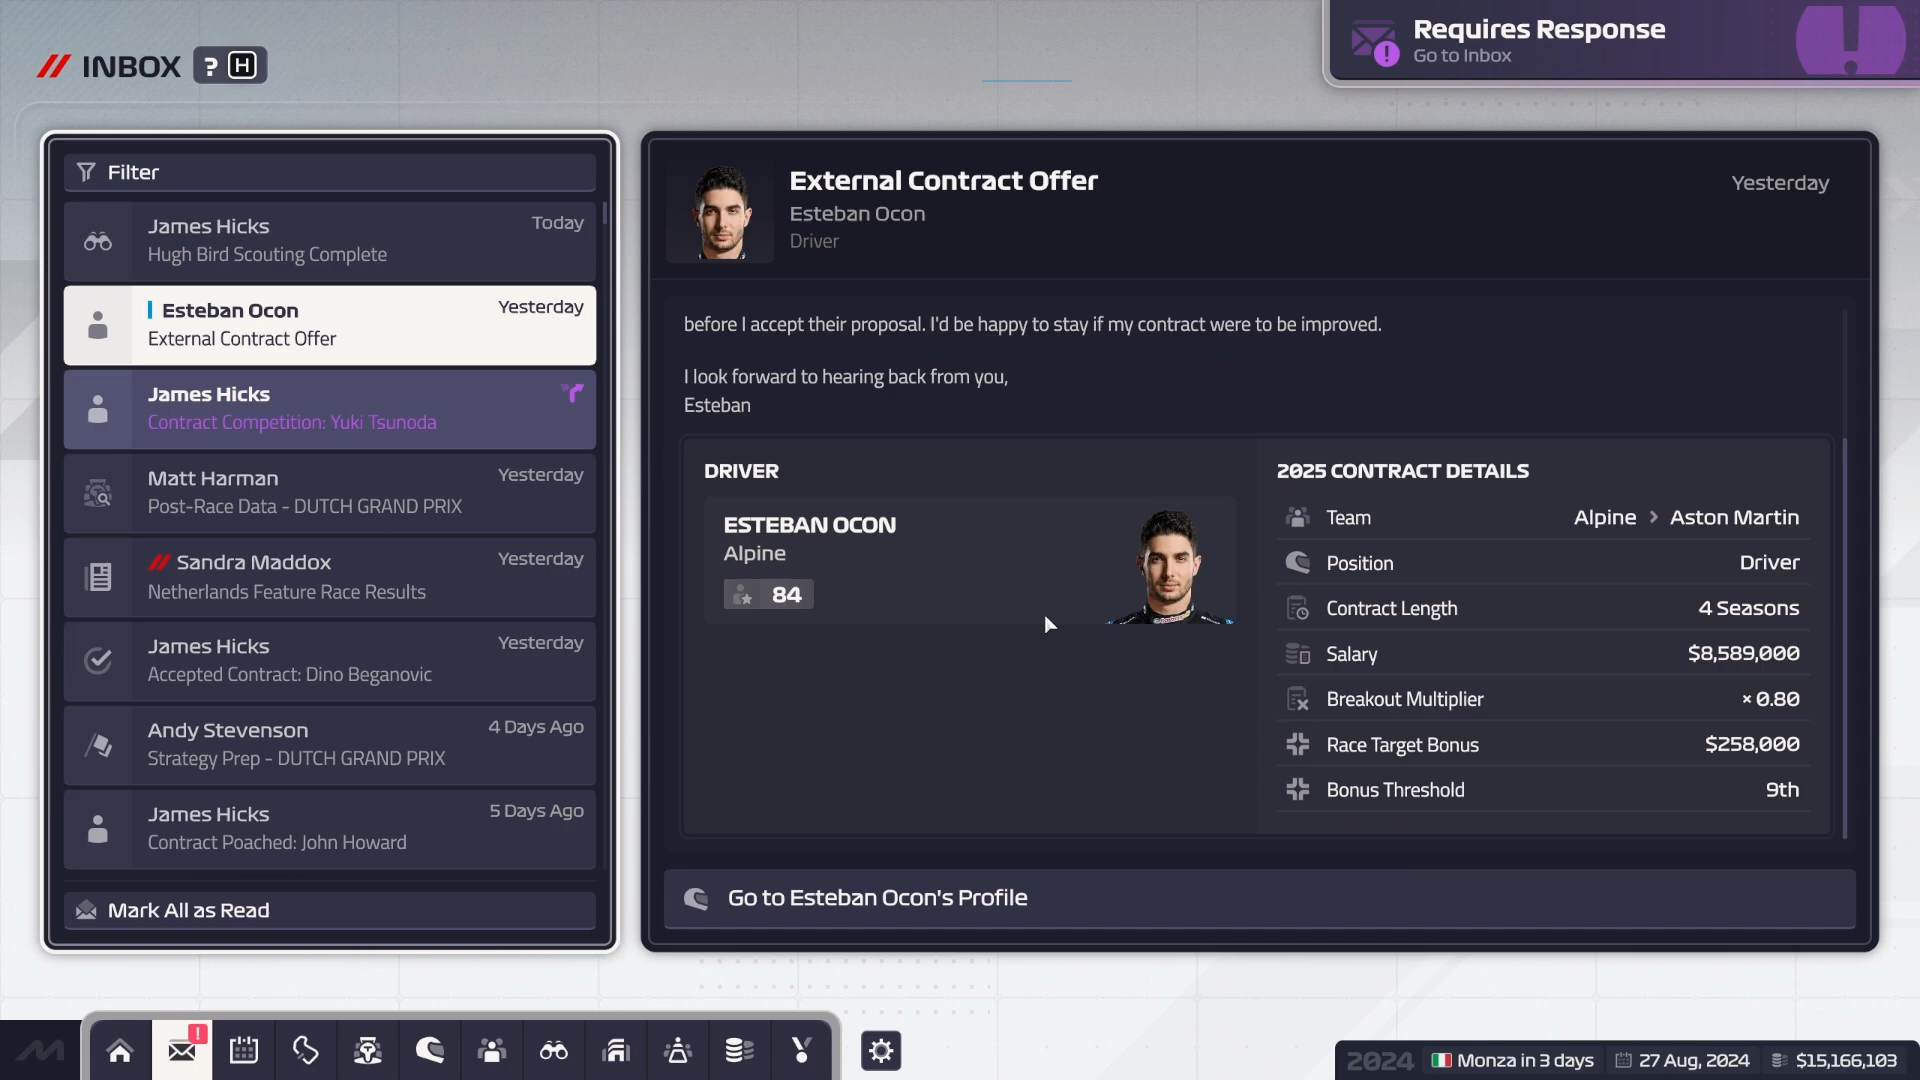 INBOX ? H
Requires Response
Go to Inbox
Filter
James Hicks Today
Hugh Bird Scouting Complete
Esteban Ocon Yesterday
External Contract Offer
James Hicks
Contract Competition: Yuki Tsunoda
Matt Harman Yesterday
Post-Race Data - DUTCH GRAND PRIX
Sandra Maddox Yesterday
Netherlands Feature Race Results
James Hicks Yesterday
Accepted Contract: Dino Beganovic
Andy Stevenson 4 Days Ago
Strategy Prep - DUTCH GRAND PRIX
James Hicks 5 Days Ago
Contract Poached: John Howard
Mark All as Read
External Contract Offer Yesterday
Esteban Ocon
Driver
before I accept their proposal. I'd be happy to stay if my contract were to be improved.
I look forward to hearing back from you,
Esteban
DRIVER
ESTEBAN OCON
Alpine
84
2025 CONTRACT DETAILS
Team Alpine > Aston Martin
Position Driver
Contract Length 4 Seasons
Salary $8,589,000
Breakout Multiplier × 0.80
Race Target Bonus $258,000
Bonus Threshold 9th
Go to Esteban Ocon's Profile
2024 Monza in 3 days 27 Aug, 2024 $15,166,103